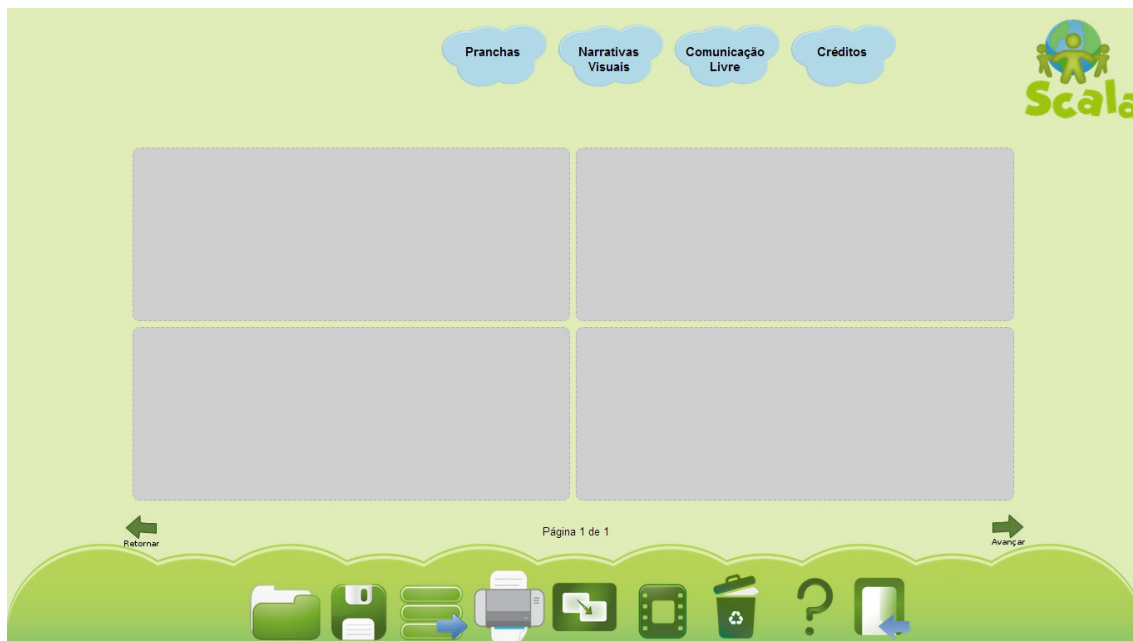 Pranchas
Narrativas
Visuais
Comunicação
Livre
Créditos
Scala
Retornar
Página 1 de 1
Avançar